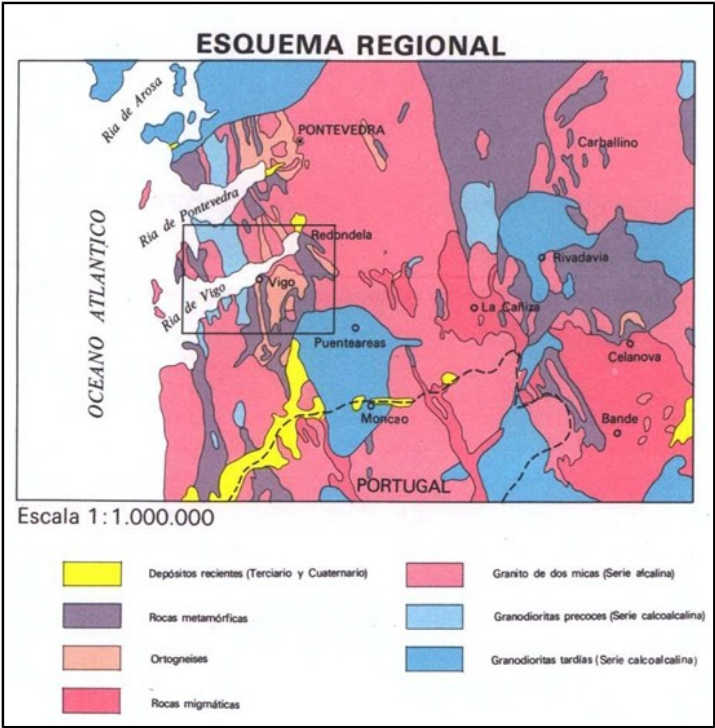 ESQUEMA REGIONAL
Ria de Arosa
PONTEVEDRA
Carballino
Ria de Pontevedra
Redondela
OCEANO ATLANTICO
Rivadavia
Vigo
Ria de Vigo
La Cañiza
Puenteareas
Celanova
Moncao
Bande
PORTUGAL
Escala 1:1.000.000
Depósitos recientes (Terciario y Cuaternario)
Granito de dos micas (Serie alcalina)
Rocas metamórficas
Granodioritas precoces (Serie calcoalcalina)
Ortogneises
Granodioritas tardías (Serie calcoalcalina)
Rocas migmáticas